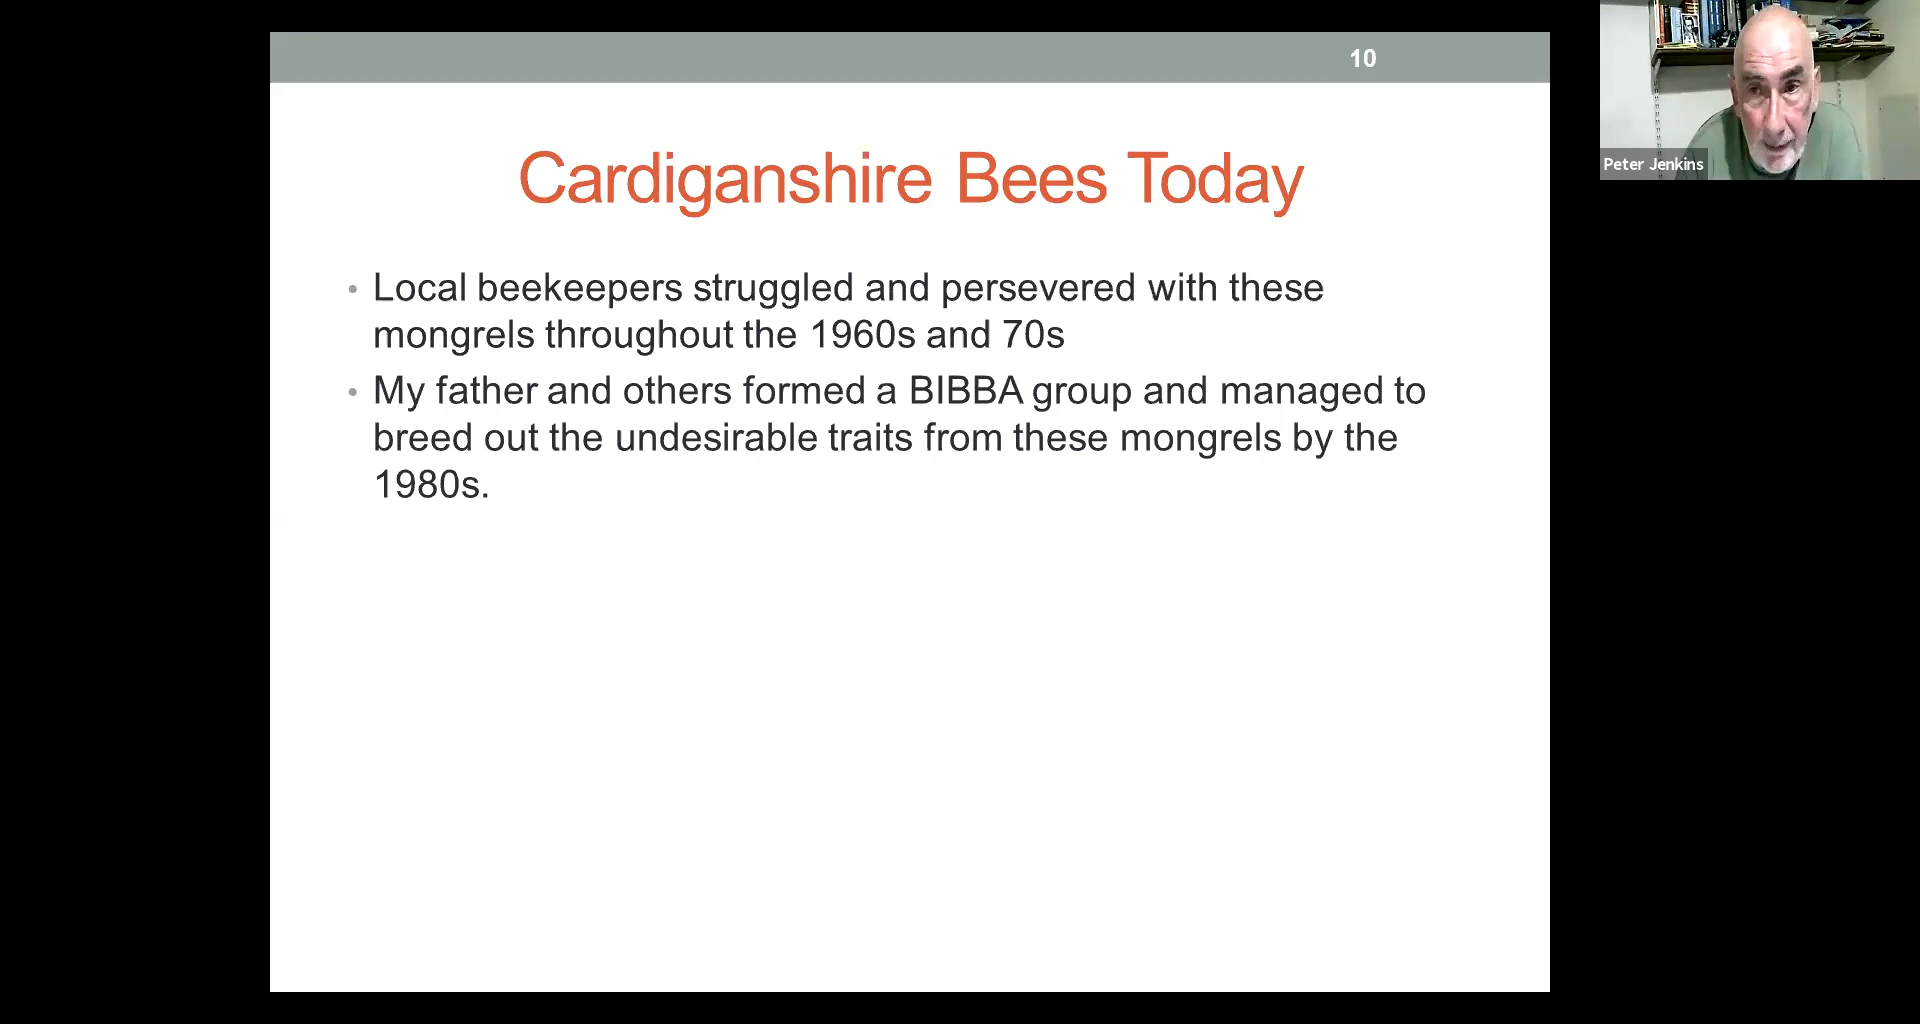 10
Peter Jenkins
Cardiganshire Bees Today
• Local beekeepers struggled and persevered with these
mongrels throughout the 1960s and 70s
• My father and others formed a BIBBA group and managed to
breed out the undesirable traits from these mongrels by the
1980s.